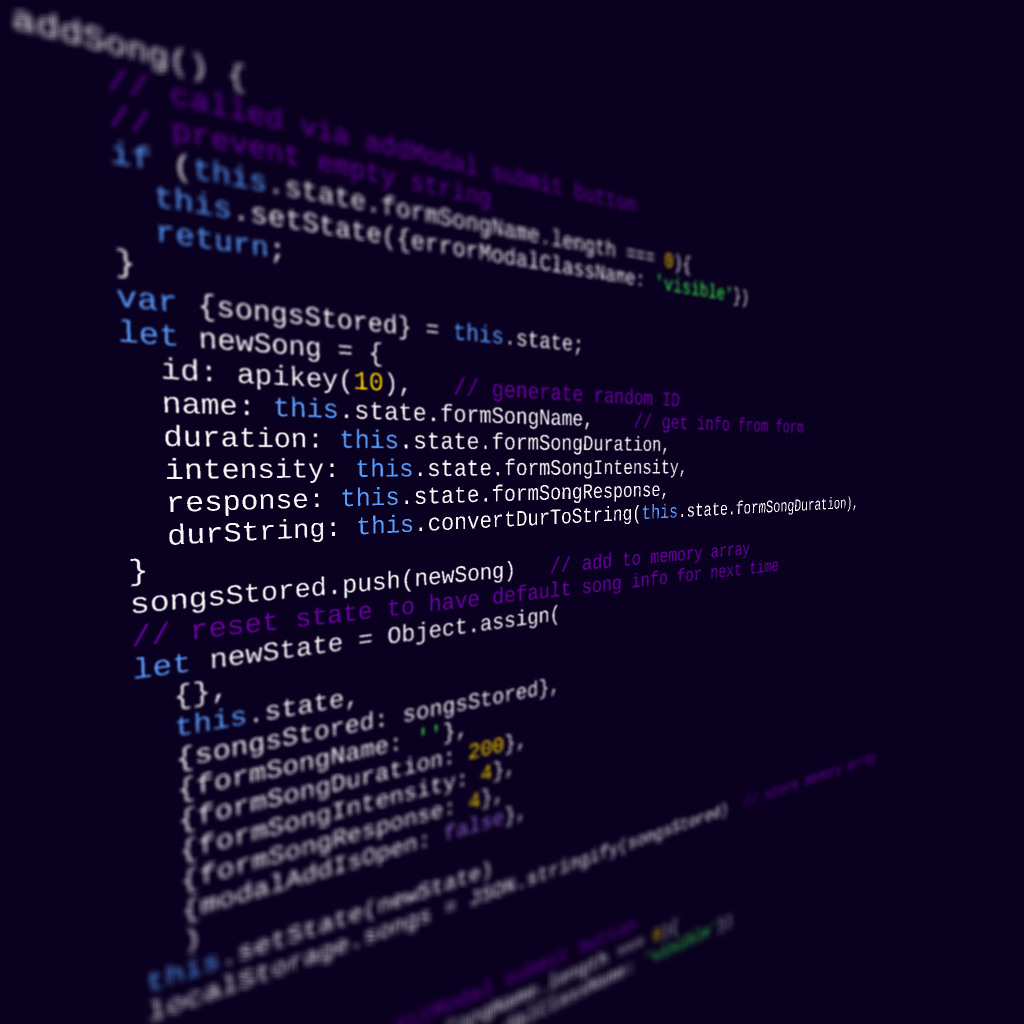 addSong() {
// called via addModal submit button
// prevent empty string
if (this.state.formSongName.length === 0){
this.setState({errorModalClassName: 'visible'})
return;
}
var {songsStored} = this.state;
let newSong = {
id: apikey(10), // generate random ID
name: this.state.formSongName, // get info from form
duration: this.state.formSongDuration,
intensity: this.state.formSongIntensity,
response: this.state.formSongResponse,
durString: this.convertDurToString(this.state.formSongDuration),
}
songsStored.push(newSong) // add to memory array
// reset state to have default song info for next time
let newState = Object.assign(
{},
this.state,
{songsStored: songsStored},
{formSongName: ''},
{formSongDuration: 200},
{formSongIntensity: 4},
{formSongResponse: 4},
{modalAddIsOpen: false},
)
this.setState(newState)
localStorage.songs = JSON.stringify(songsStored) // store memory array
submit button
.length === 0){
'visible'})